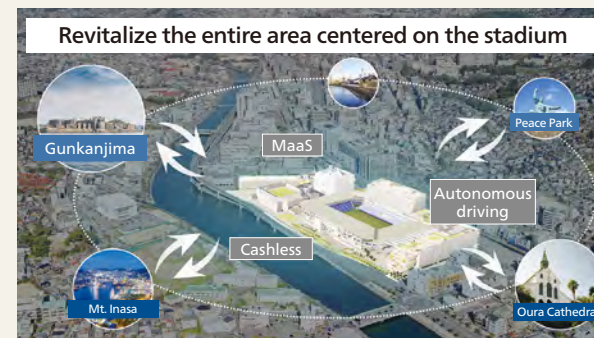 Revitalize the entire area centered on the stadium
Gunkanjima
MaaS
Peace Park
Autonomous
driving
Cashless
Mt. Inasa
Oura Cathedra